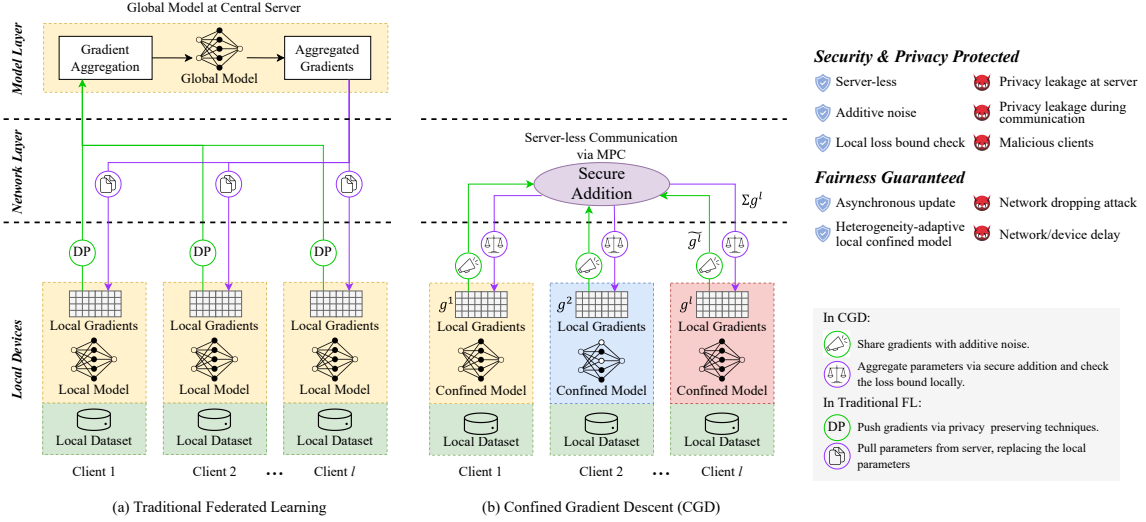 Global Model at Central Server
Model Layer
Gradient
Aggregation
Global Model
Aggregated
Gradients
Network Layer
DP
DP
DP
Local Devices
Local Gradients
Local Gradients
Local Gradients
Local Model
Local Model
Local Model
Local Dataset
Local Dataset
Local Dataset
Client 1
Client 2
...
Client l
(a) Traditional Federated Learning
Server-less Communication
via MPC
Secure
Addition
Σgˡ
g̃ˡ
g¹
g²
gˡ
Local Gradients
Local Gradients
Local Gradients
Confined Model
Confined Model
Confined Model
Local Dataset
Local Dataset
Local Dataset
Client 1
Client 2
...
Client l
(b) Confined Gradient Descent (CGD)
Security & Privacy Protected
Server-less
Privacy leakage at server
Additive noise
Privacy leakage during
communication
Local loss bound check
Malicious clients
Fairness Guaranteed
Asynchronous update
Network dropping attack
Heterogeneity-adaptive
local confined model
Network/device delay
In CGD:
Share gradients with additive noise.
Aggregate parameters via secure addition and check
the loss bound locally.
In Traditional FL:
DP
Push gradients via privacy preserving techniques.
Pull parameters from server, replacing the local
parameters